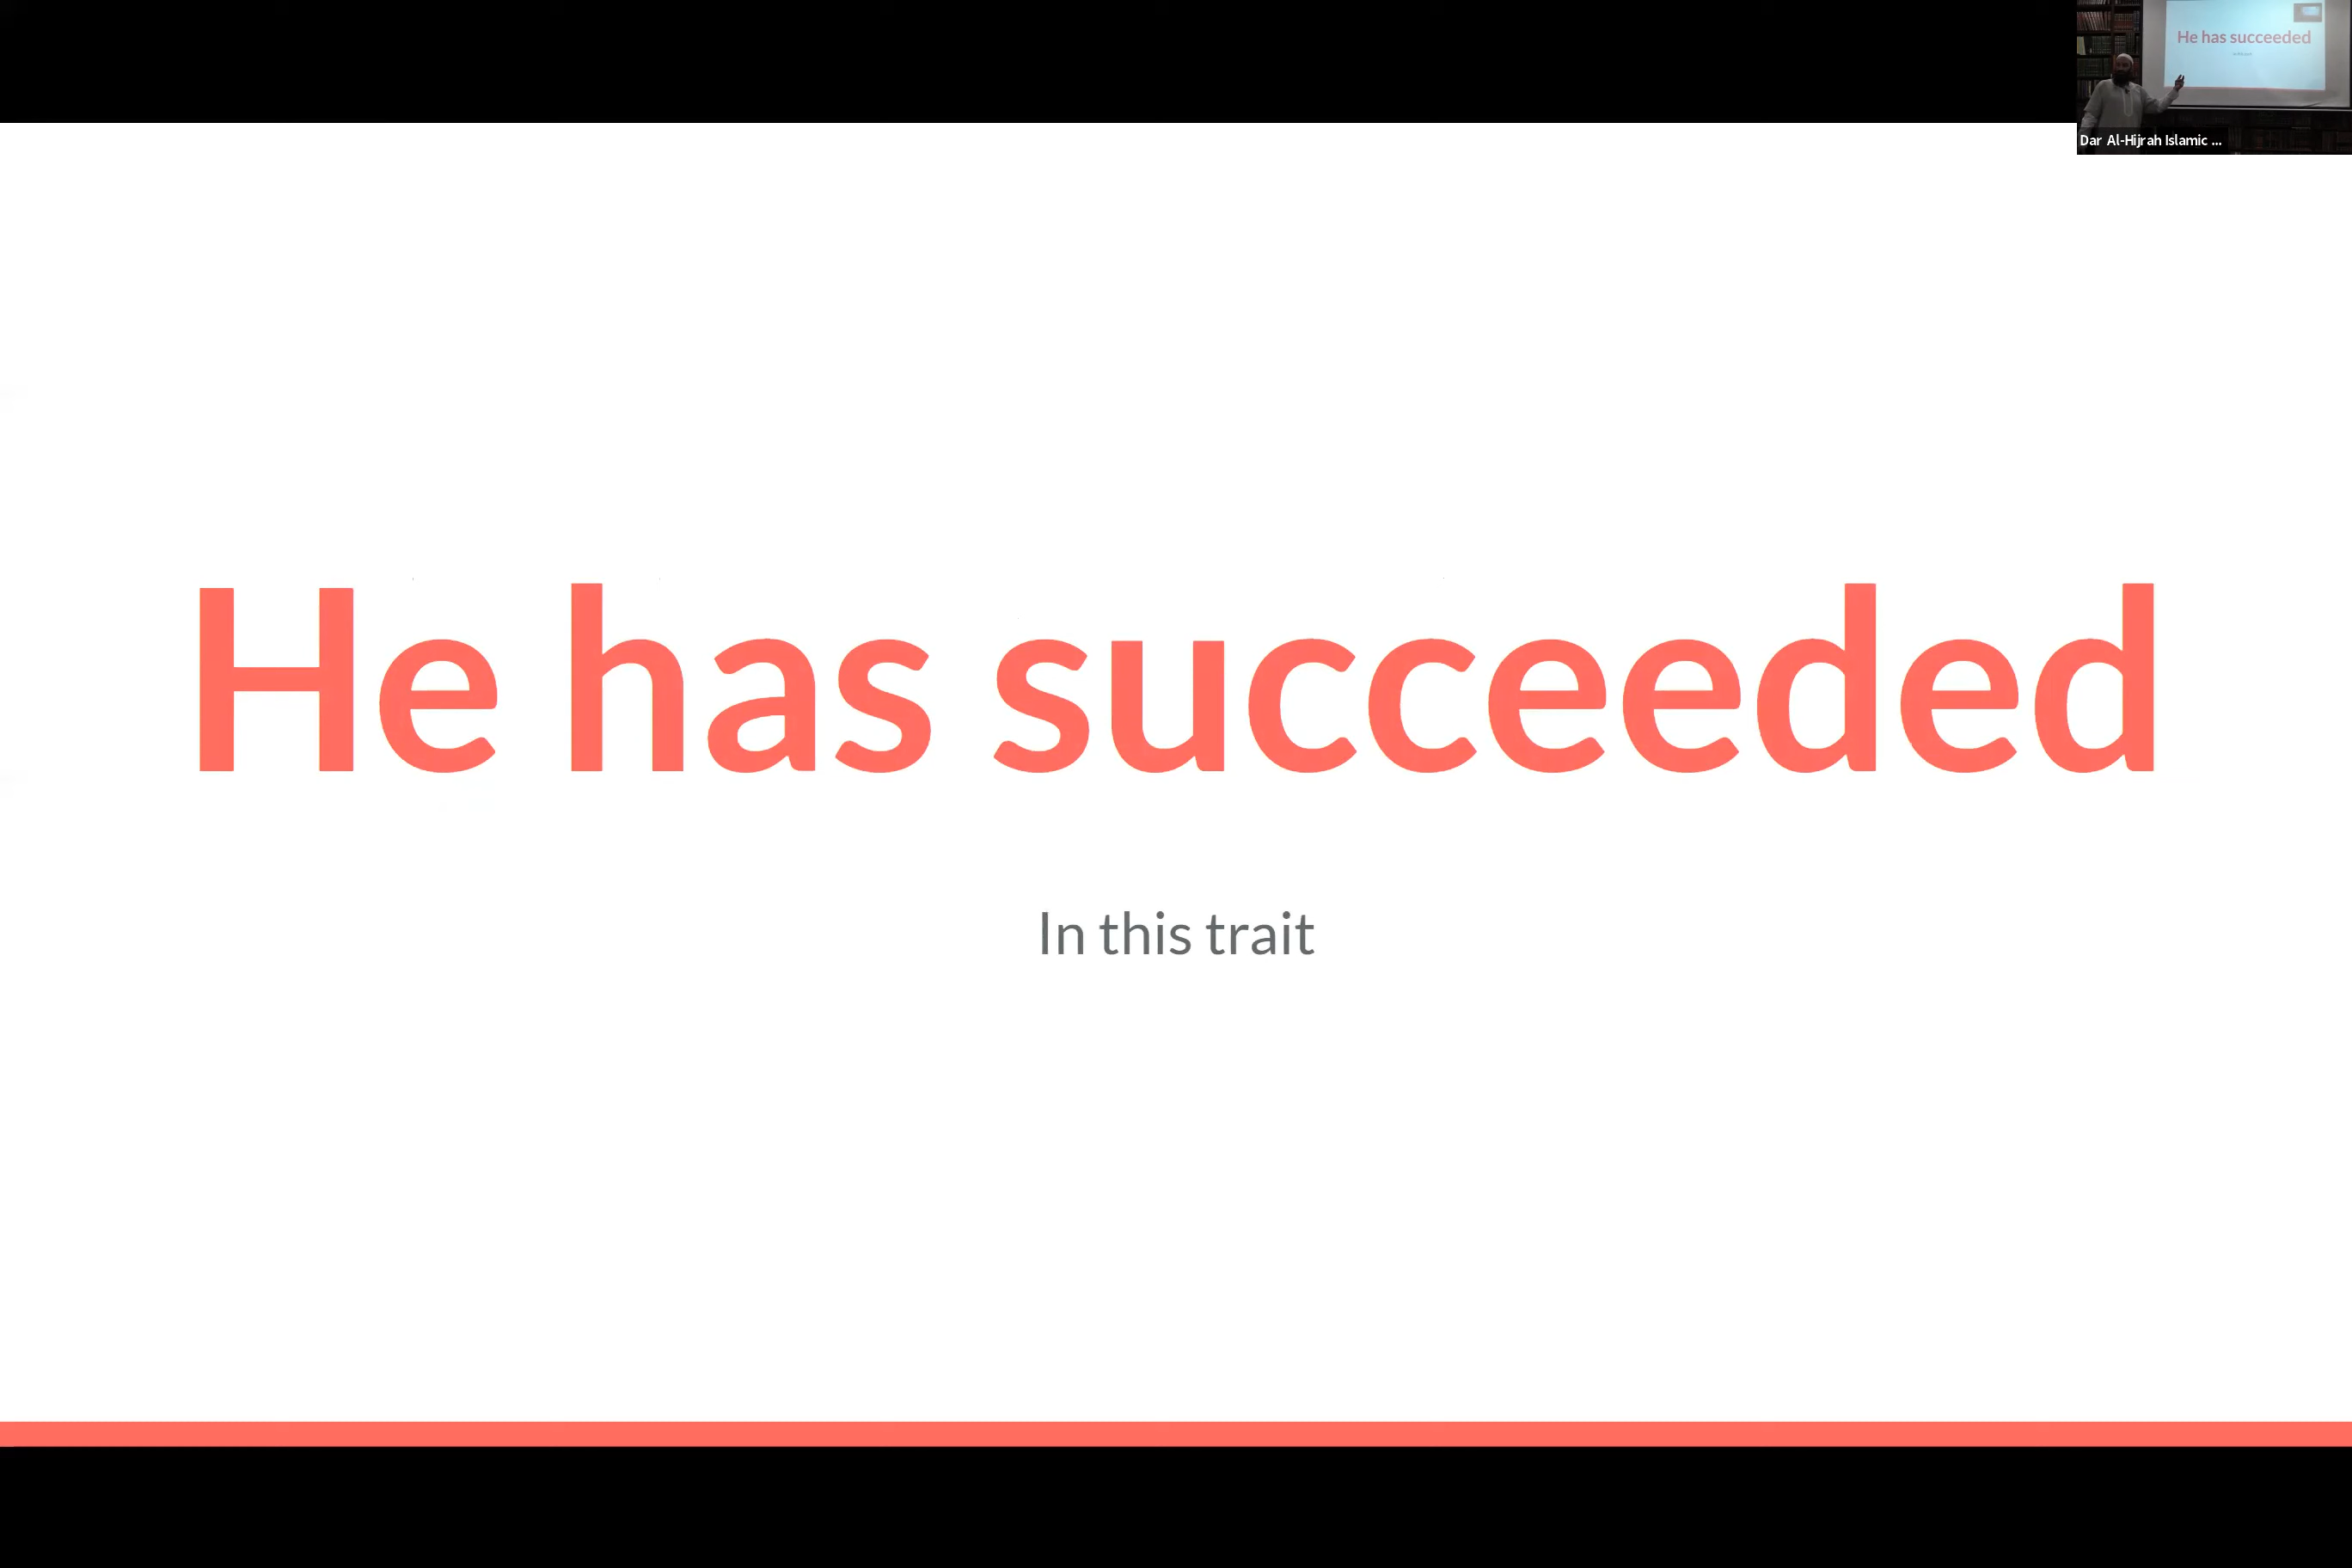 He has succeeded
Dar Al-Hijrah Islamic ...
He has succeeded
In this trait